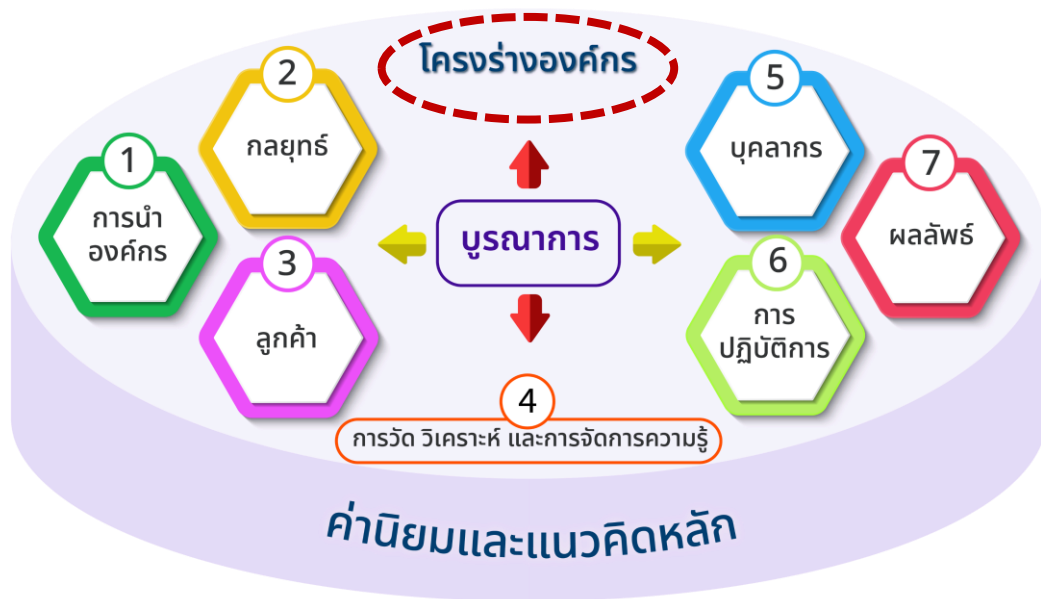 โครงร่างองค์กร
1
การนำ
องค์กร
2
กลยุทธ์
3
ลูกค้า
บูรณาการ
5
บุคลากร
6
การ
ปฏิบัติการ
7
ผลลัพธ์
4
การวัด วิเคราะห์ และการจัดการความรู้
ค่านิยมและแนวคิดหลัก